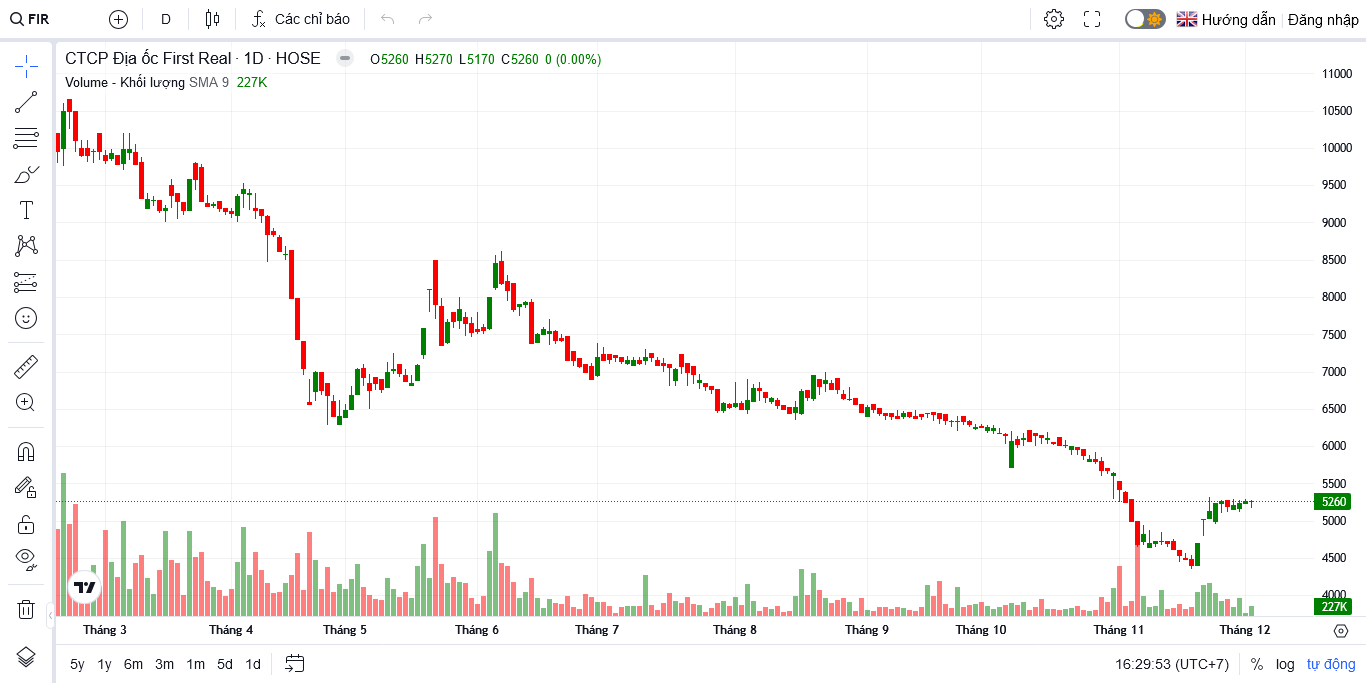 FIR D Các chỉ báo Hướng dẫn Đăng nhập
CTCP Địa ốc First Real · 1D · HOSE O5260 H5270 L5170 C5260 0 (0.00%)
Volume - Khối lượng SMA 9 227K
11000
10500
10000
9500
9000
8500
8000
7500
7000
6500
6000
5500
5260
5000
4500
4000
227K
Tháng 3 Tháng 4 Tháng 5 Tháng 6 Tháng 7 Tháng 8 Tháng 9 Tháng 10 Tháng 11 Tháng 12
5y 1y 6m 3m 1m 5d 1d 16:29:53 (UTC+7) % log tự động